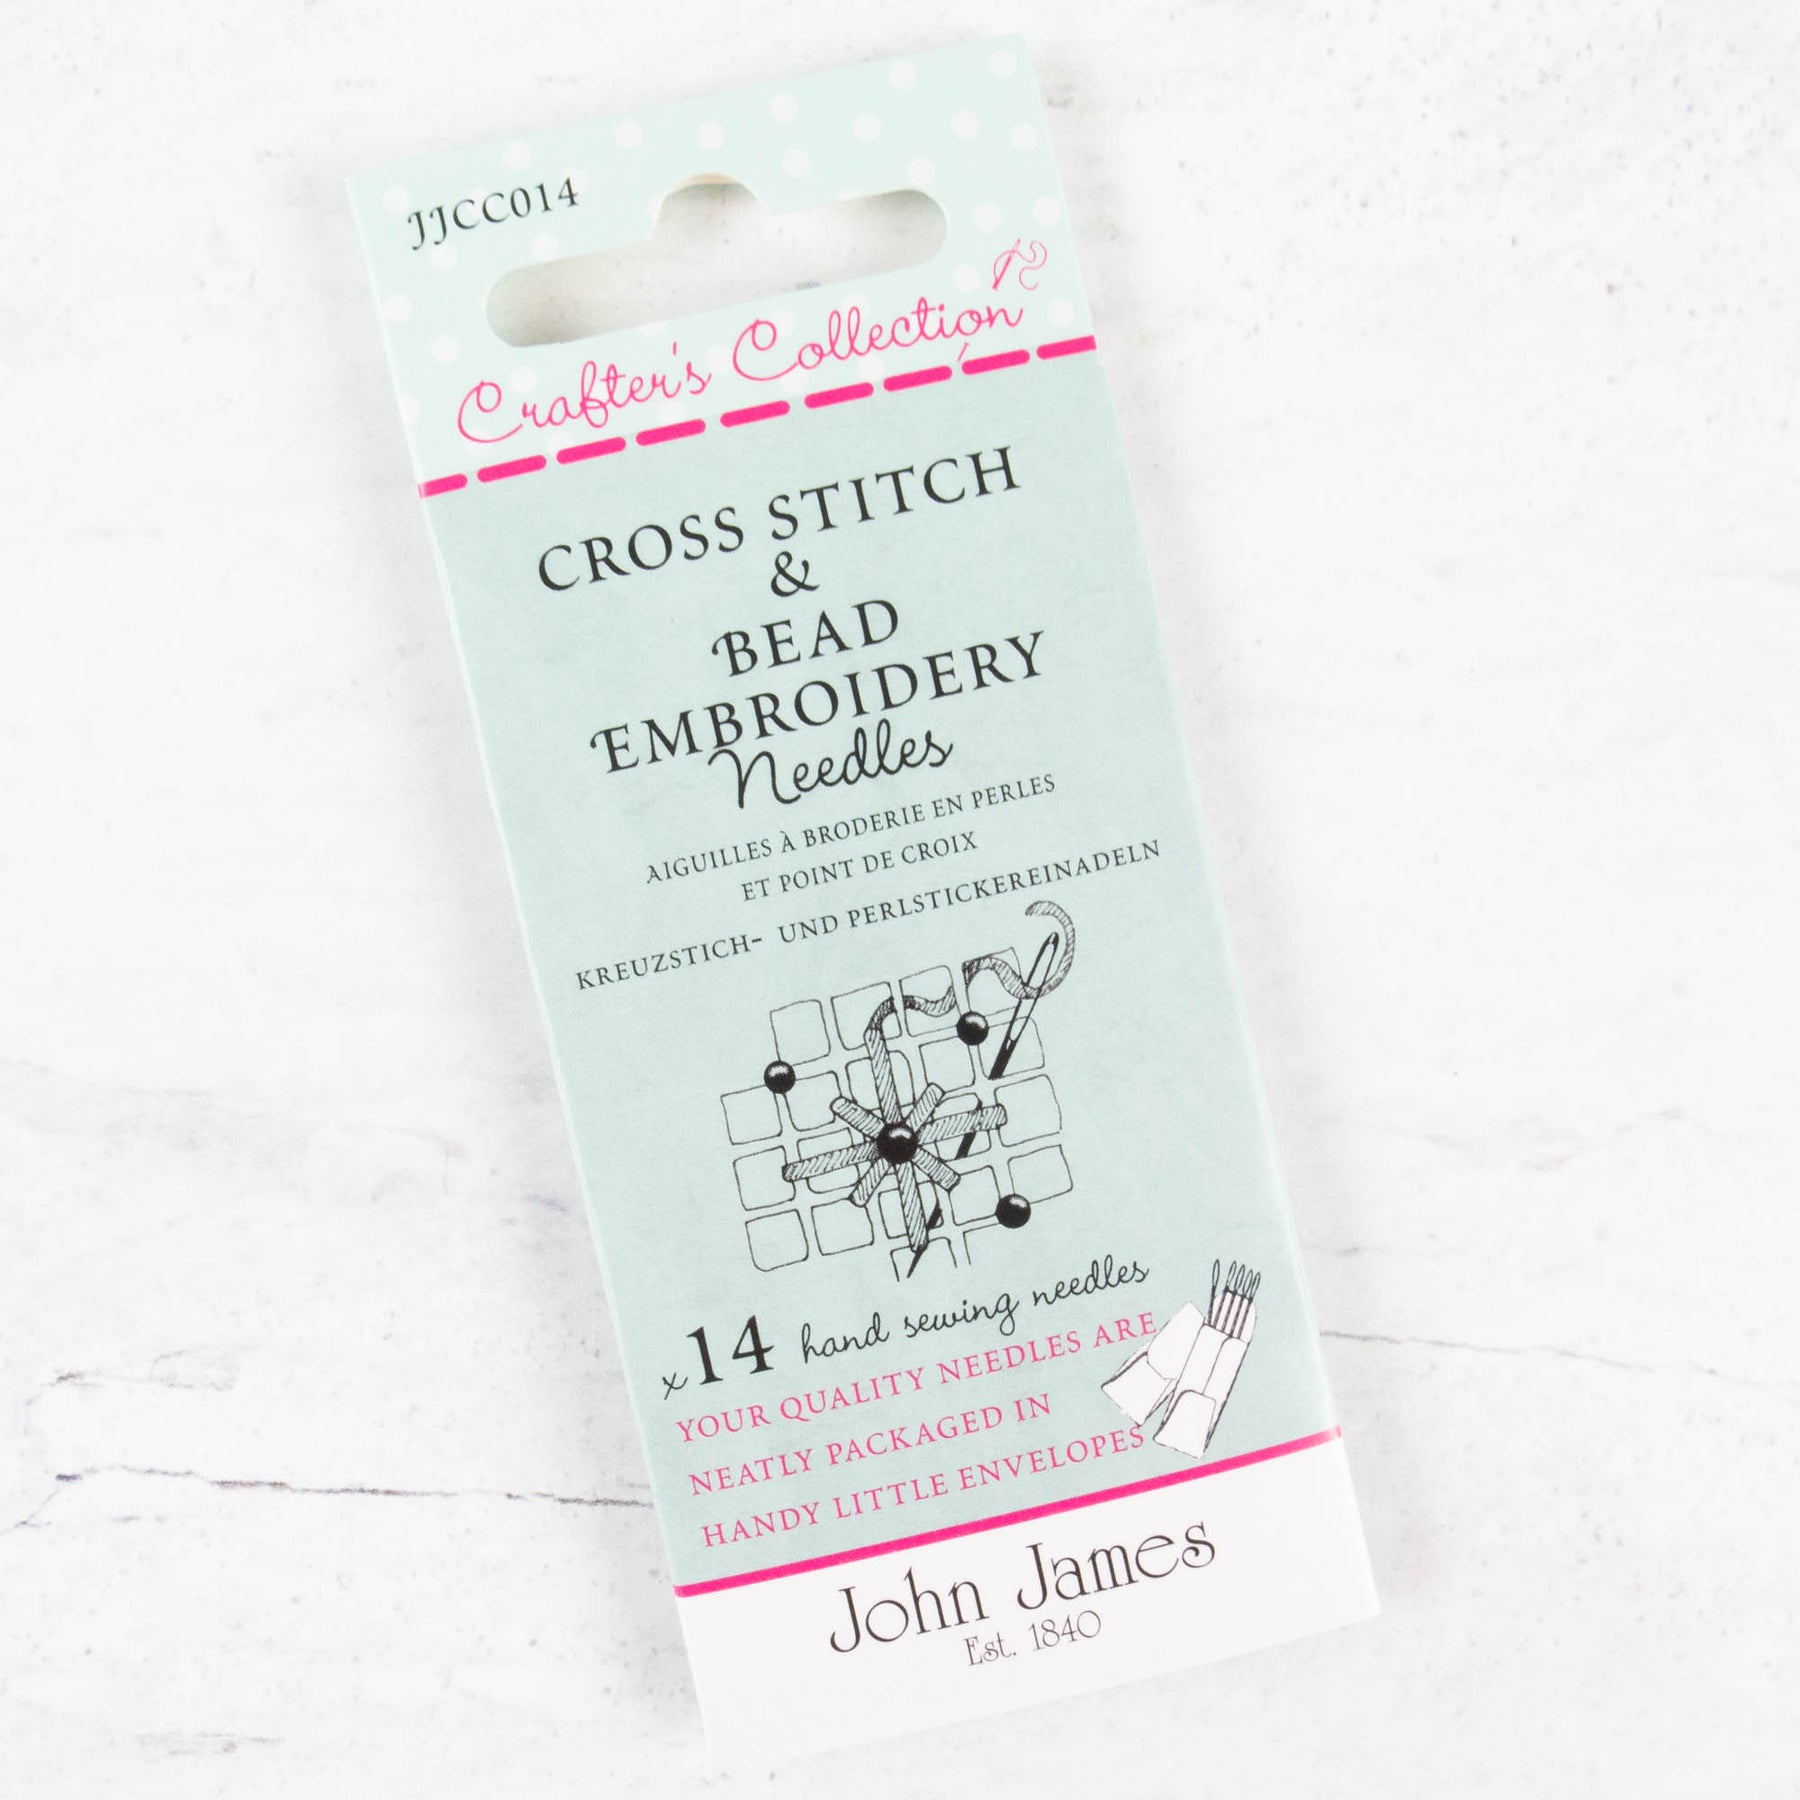 JJCC014
Crafter's Collection
CROSS STITCH
&
BEAD
EMBROIDERY
Needles
AIGUILLES À BRODERIE EN PERLES
ET POINT DE CROIX
KREUZSTICH- UND PERLSTICKEREINADELN
x14 hand sewing needles
YOUR QUALITY NEEDLES ARE
NEATLY PACKAGED IN
HANDY LITTLE ENVELOPES
John James
Est. 1840